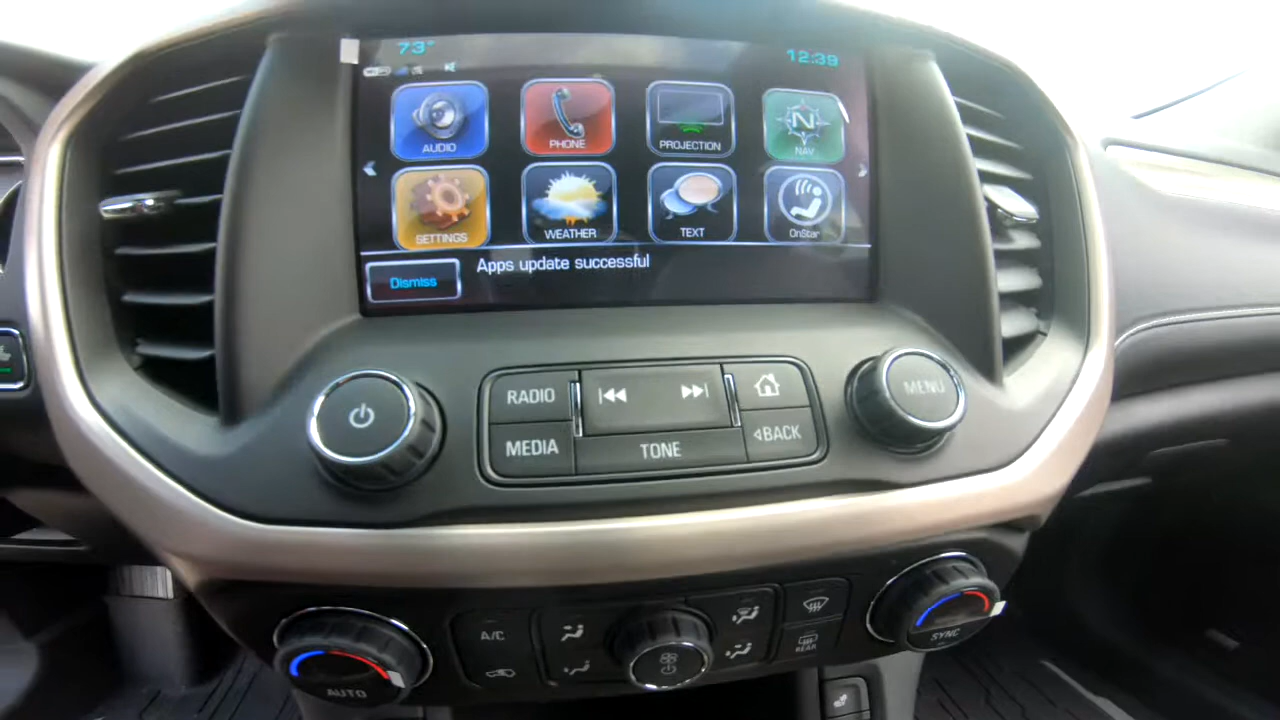 73°
12:39
AUDIO
PHONE
PROJECTION
N
NAV
SETTINGS
WEATHER
TEXT
OnStar
Dismiss
Apps update successful
RADIO
MEDIA
TONE
BACK
MENU
A/C
REAR
AUTO
SYNC